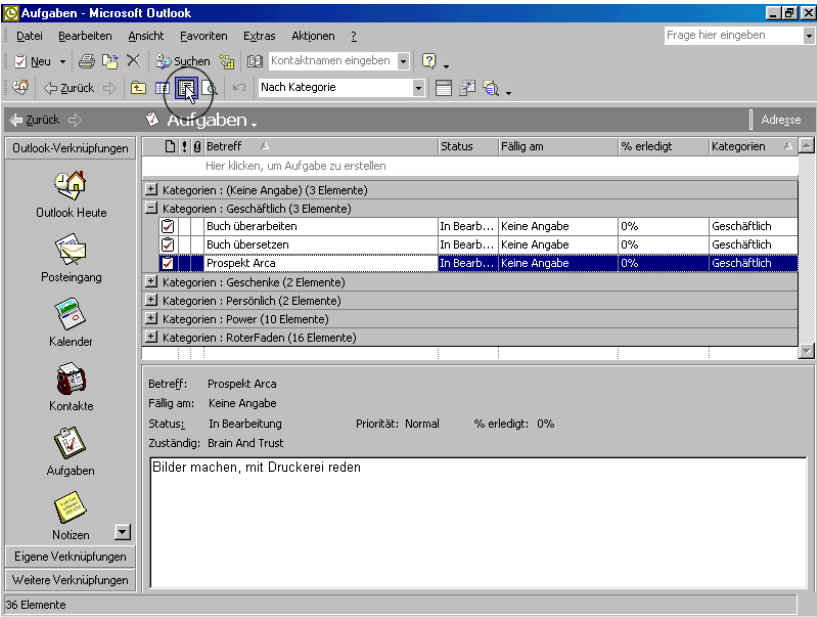 Aufgaben - Microsoft Outlook
Datei Bearbeiten Ansicht Favoriten Extras Aktionen ? Frage hier eingeben
Neu Suchen Kontaktnamen eingeben
Zurück Nach Kategorie
Zurück Aufgaben Adresse
Outlook-Verknüpfungen
Outlook Heute
Posteingang
Kalender
Kontakte
Aufgaben
Notizen
Eigene Verknüpfungen
Weitere Verknüpfungen
Betreff Status Fällig am % erledigt Kategorien
Hier klicken, um Aufgabe zu erstellen
Kategorien : (Keine Angabe) (3 Elemente)
Kategorien : Geschäftlich (3 Elemente)
Buch überarbeiten In Bearb... Keine Angabe 0% Geschäftlich
Buch übersetzen In Bearb... Keine Angabe 0% Geschäftlich
Prospekt Arca In Bearb... Keine Angabe 0% Geschäftlich
Kategorien : Geschenke (2 Elemente)
Kategorien : Persönlich (2 Elemente)
Kategorien : Power (10 Elemente)
Kategorien : RoterFaden (16 Elemente)
Betreff: Prospekt Arca
Fällig am: Keine Angabe
Status: In Bearbeitung Priorität: Normal % erledigt: 0%
Zuständig: Brain And Trust
Bilder machen, mit Druckerei reden
36 Elemente